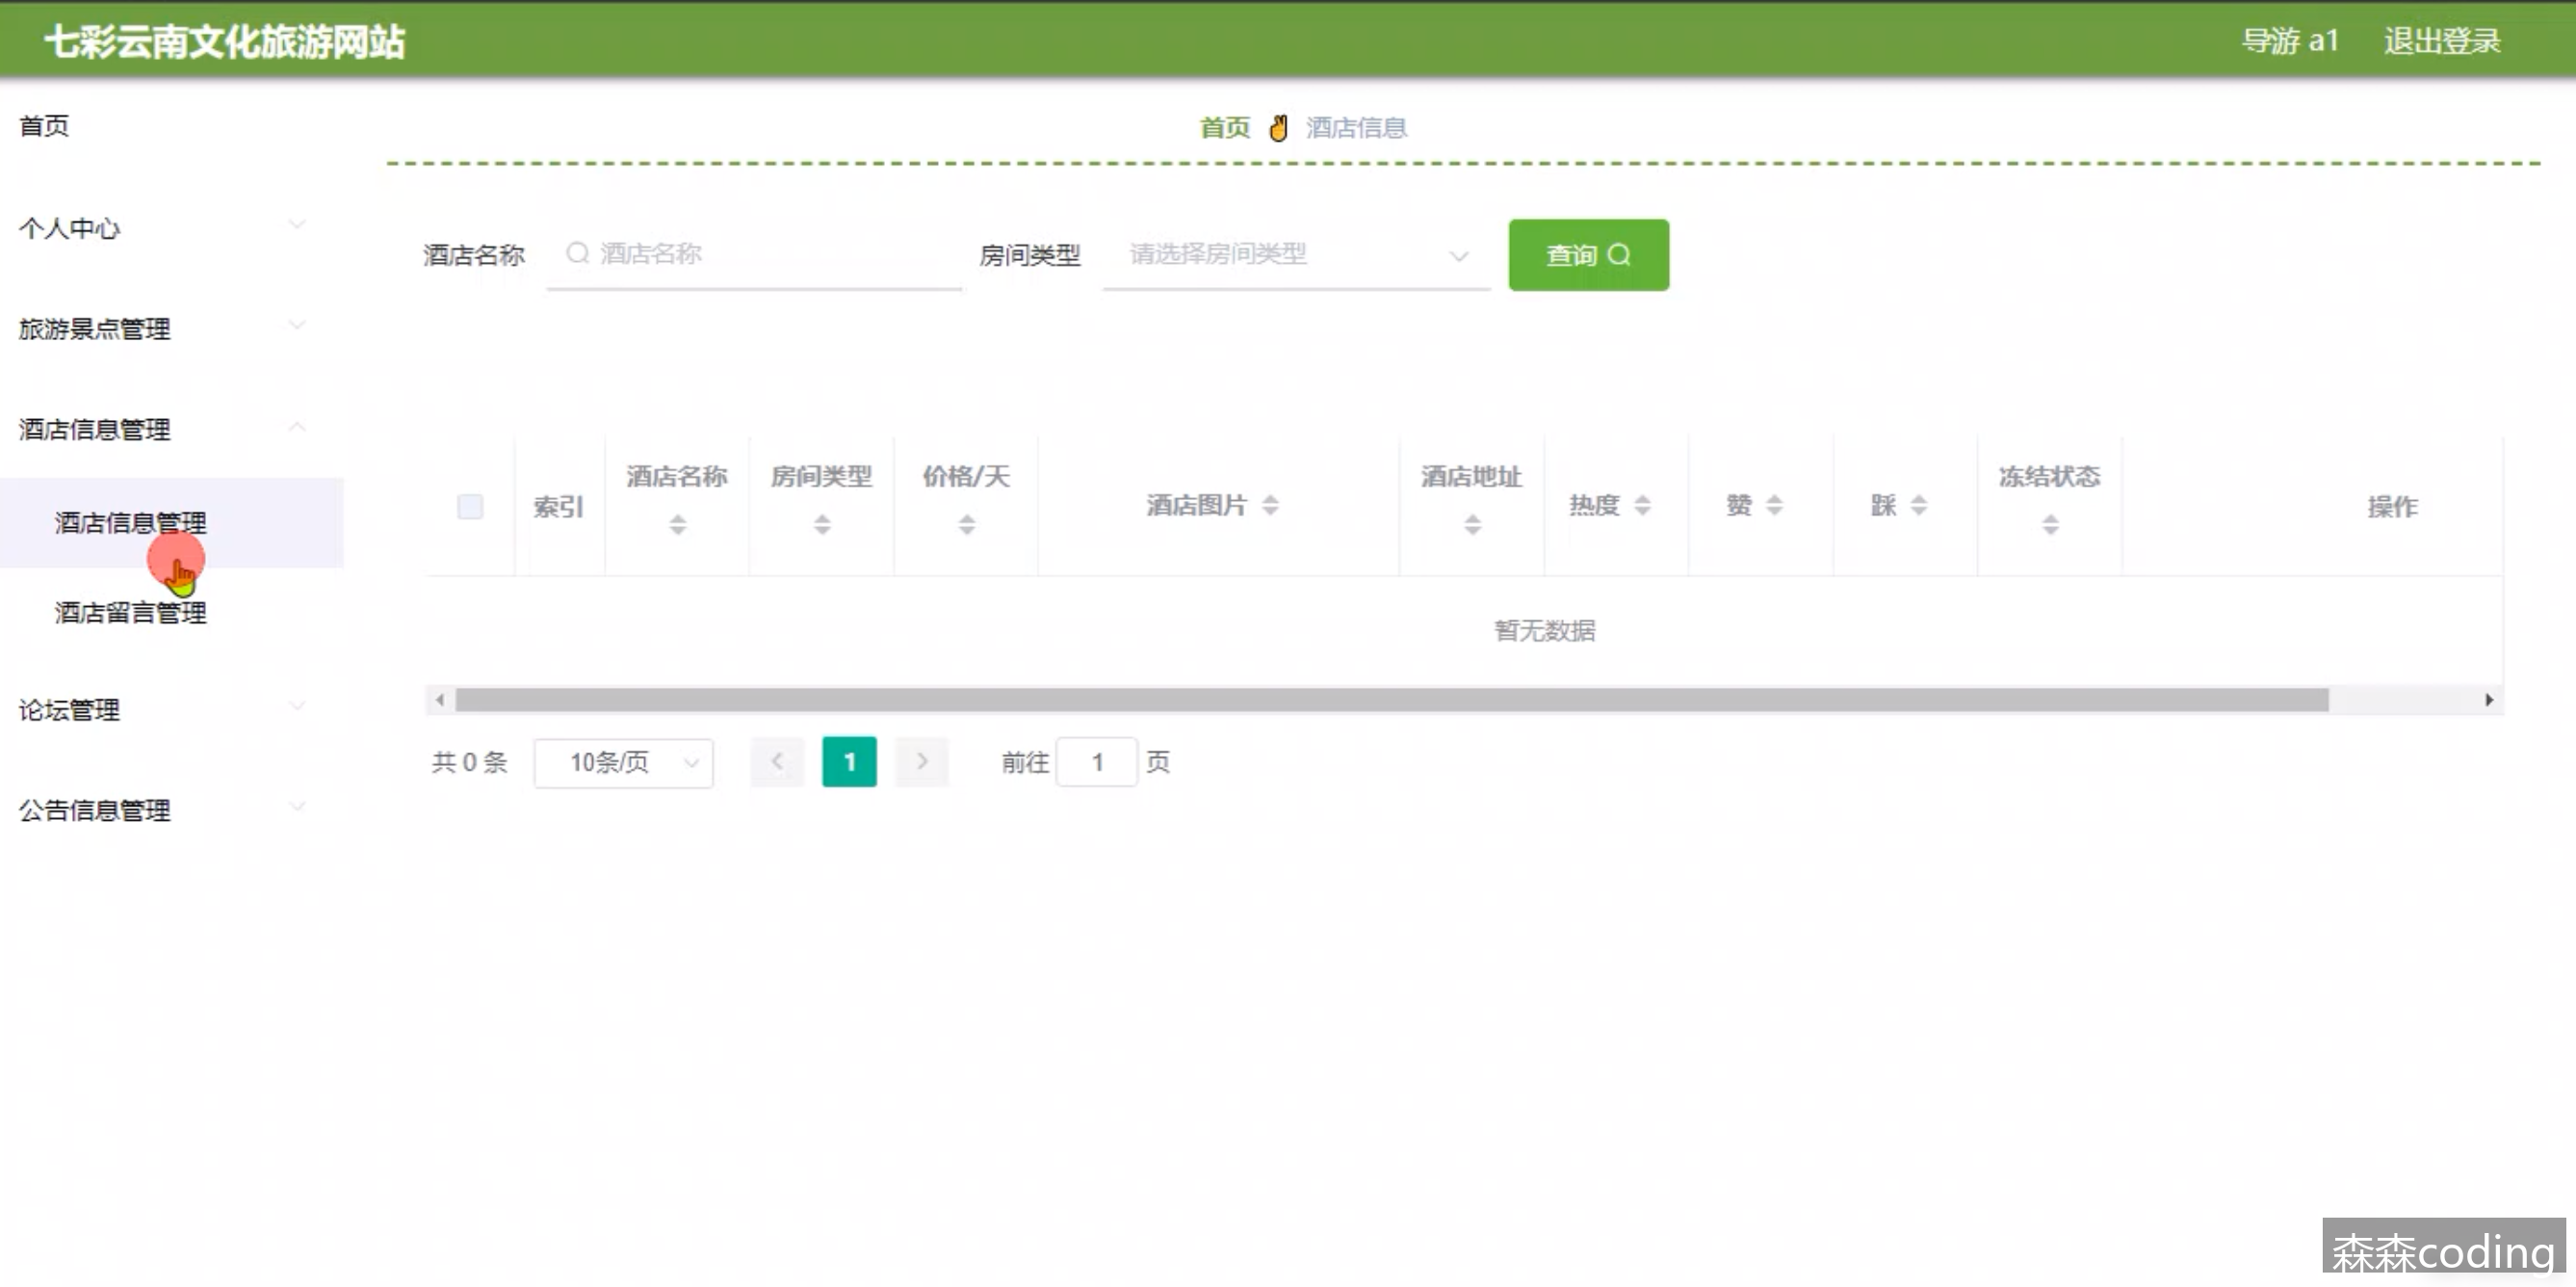 七彩云南文化旅游网站
导游 a1 退出登录
首页
个人中心
旅游景点管理
酒店信息管理
酒店信息管理
酒店留言管理
论坛管理
公告信息管理
首页 酒店信息
酒店名称 酒店名称 房间类型 请选择房间类型 查询
索引 酒店名称 房间类型 价格/天 酒店图片 酒店地址 热度 赞 踩 冻结状态 操作
暂无数据
共 0 条 10条/页 1 前往 1 页
森森coding